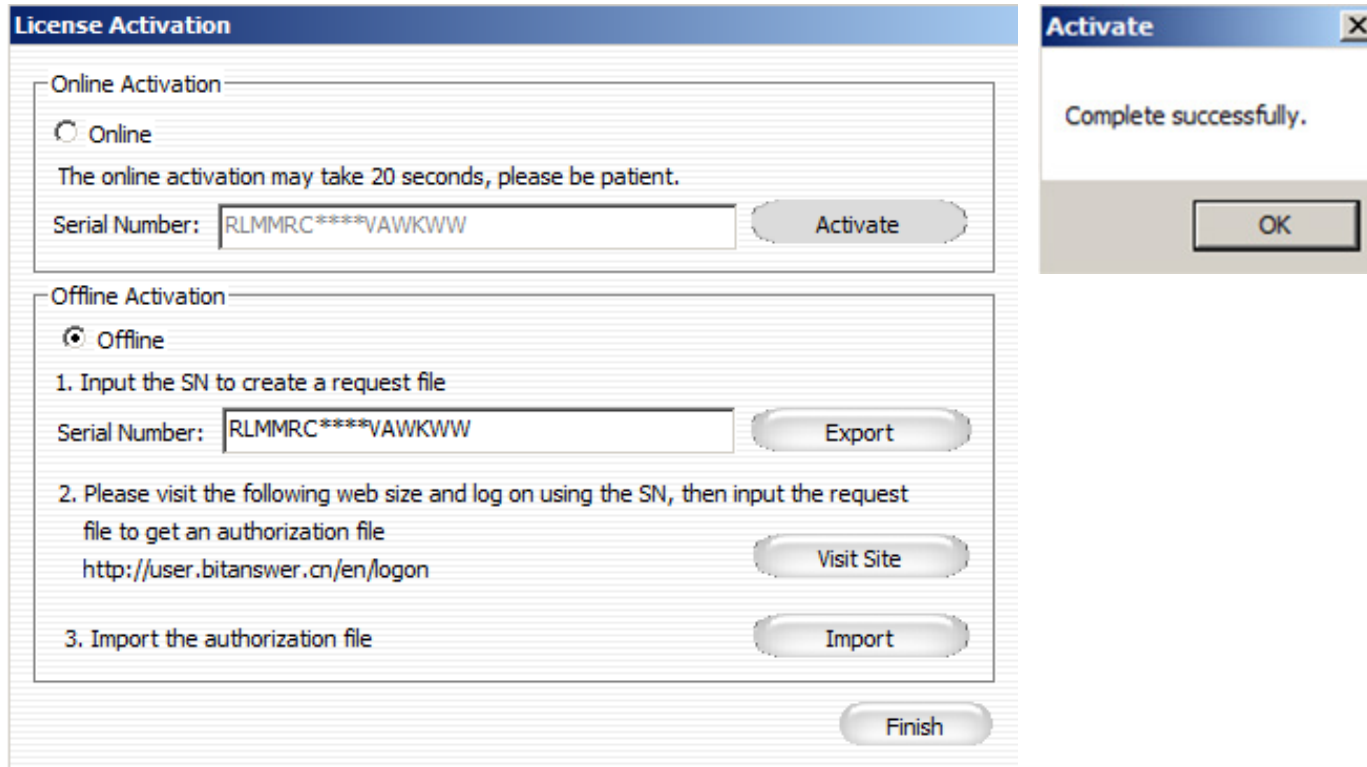 License Activation
Online Activation
Online
The online activation may take 20 seconds, please be patient.
Serial Number: RLMMRC****VAWKWW Activate
Offline Activation
Offline
1. Input the SN to create a request file
Serial Number: RLMMRC****VAWKWW Export
2. Please visit the following web size and log on using the SN, then input the request
file to get an authorization file
http://user.bitanswer.cn/en/logon
Visit Site
3. Import the authorization file Import
Finish
Activate
Complete successfully.
OK